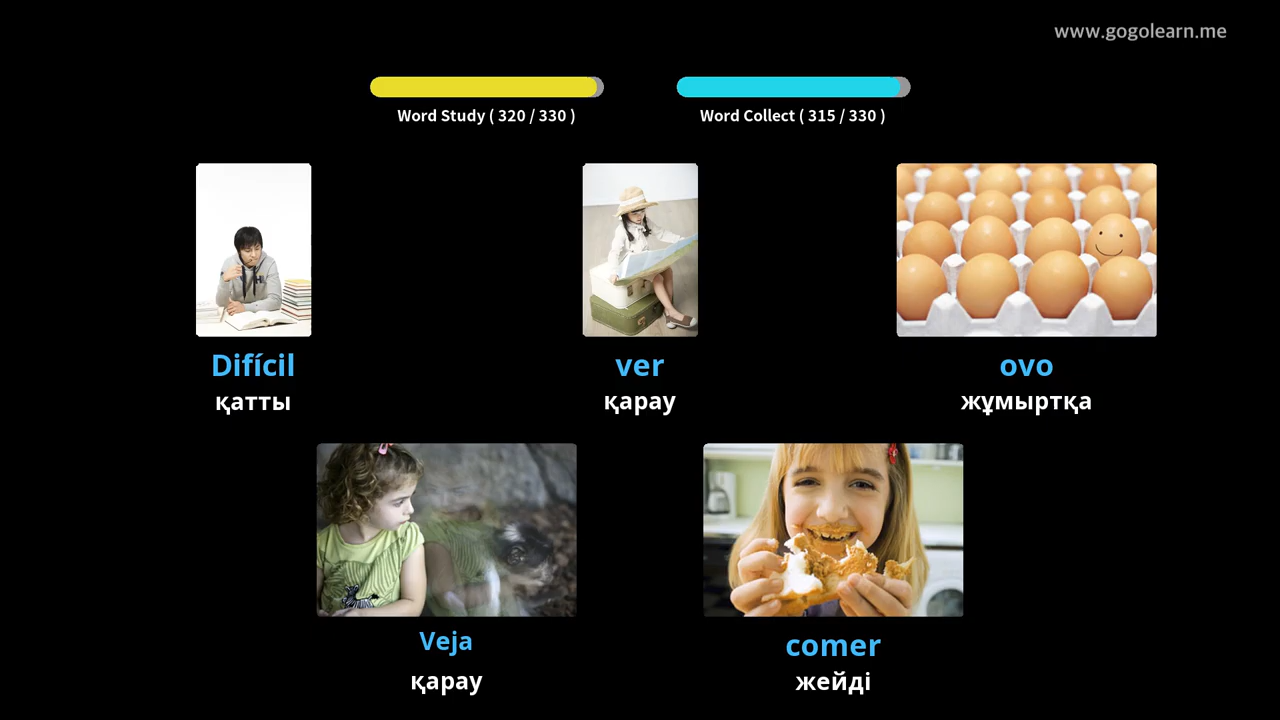 www.gogolearn.me
Word Study ( 320 / 330 )
Word Collect ( 315 / 330 )
Difícil
қатты
ver
қарау
ovo
жұмыртқа
Veja
қарау
comer
жейді